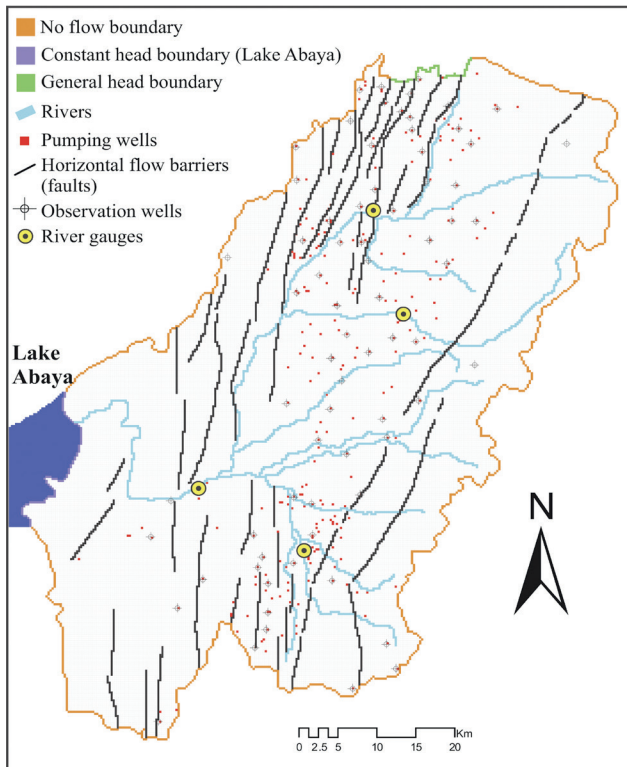 No flow boundary
Constant head boundary (Lake Abaya)
General head boundary
Rivers
Pumping wells
Horizontal flow barriers
(faults)
Observation wells
River gauges
Lake
Abaya
N
Km
0 2.5 5 10 15 20